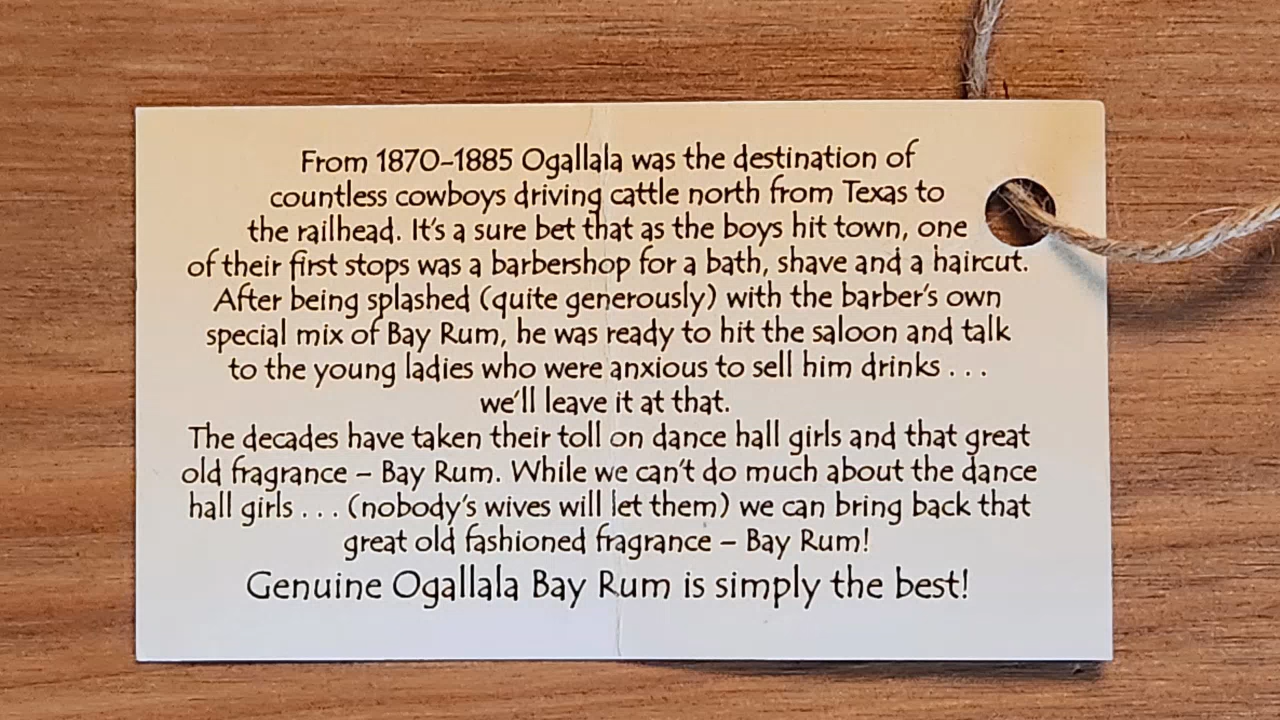 From 1870–1885 Ogallala was the destination of
countless cowboys driving cattle north from Texas to
the railhead. It's a sure bet that as the boys hit town, one
of their first stops was a barbershop for a bath, shave and a haircut.
After being splashed (quite generously) with the barber's own
special mix of Bay Rum, he was ready to hit the saloon and talk
to the young ladies who were anxious to sell him drinks . . .
we'll leave it at that.
The decades have taken their toll on dance hall girls and that great
old fragrance – Bay Rum. While we can't do much about the dance
hall girls . . . (nobody's wives will let them) we can bring back that
great old fashioned fragrance – Bay Rum!
Genuine Ogallala Bay Rum is simply the best!